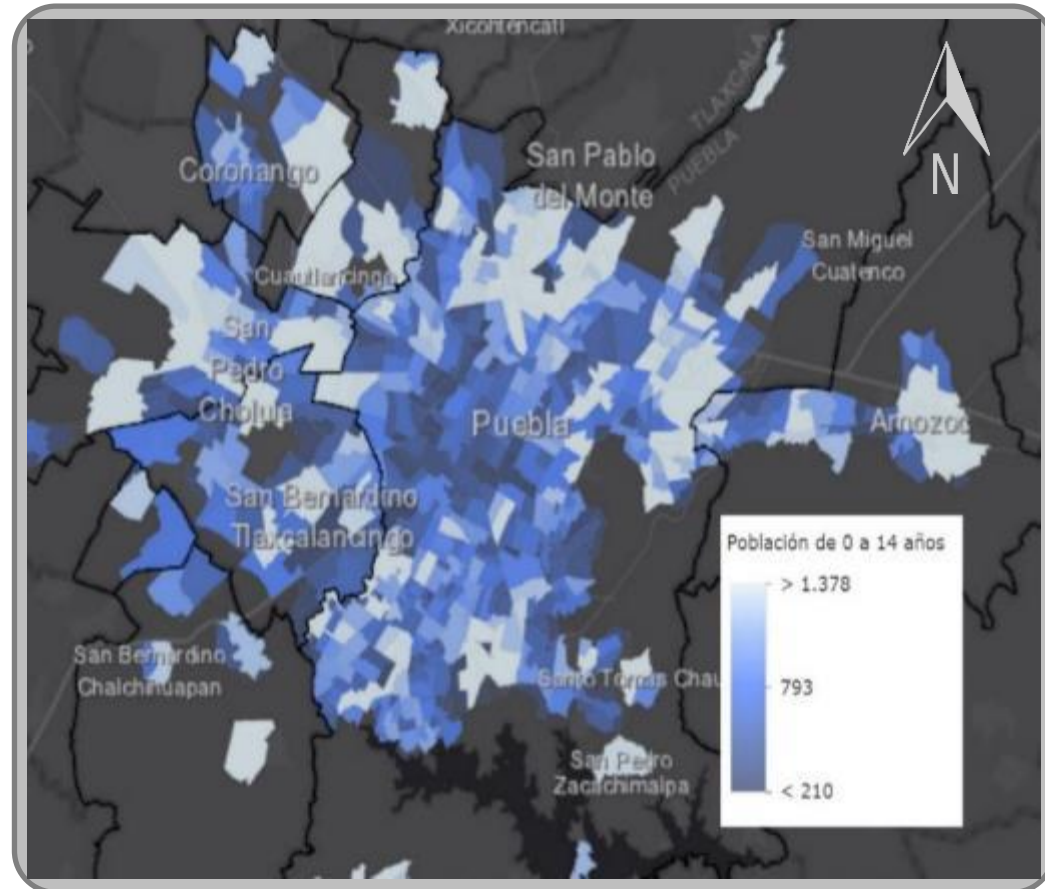 Xicohtencatl
TLAXCALA
PUEBLA
N
San Pablo
del Monte
Coronango
San Miguel
Cuatenco
Cuautlancingo
San
Pedro
Cholula
Puebla
Amozoc
San Bernardino
Tlaxcalancingo
Población de 0 a 14 años
> 1.378
793
< 210
San Bernardino
Chalchihuapan
Santo Tomas Chau
San Pedro
Zacachimalpa